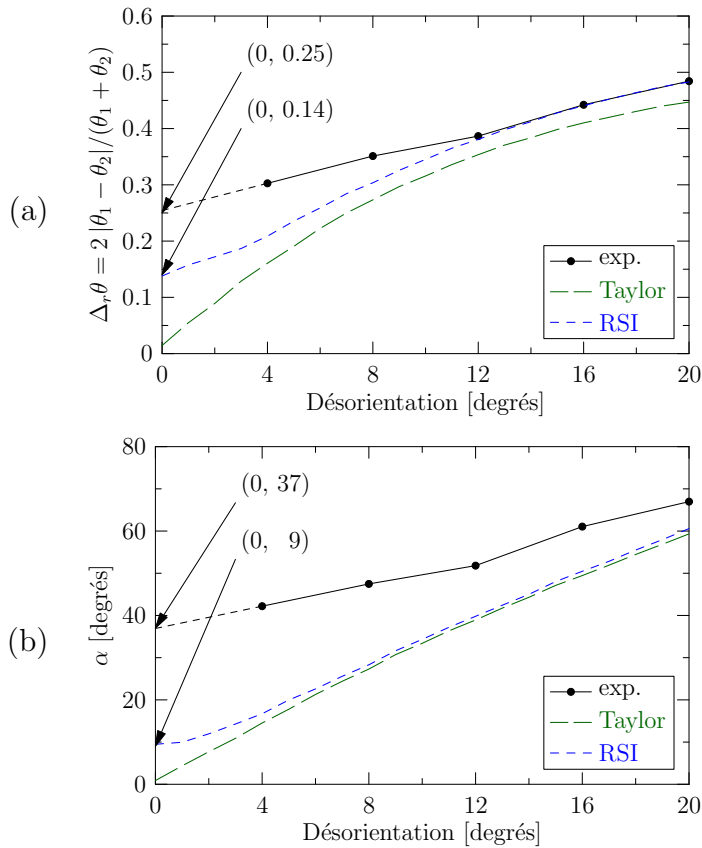 (a)
Δ_rθ = 2 |θ_1 − θ_2|/(θ_1 + θ_2)
0.6
0.5
0.4
0.3
0.2
0.1
0
(0, 0.25)
(0, 0.14)
exp.
Taylor
RSI
0 4 8 12 16 20
Désorientation [degrés]
(b)
α [degrés]
80
60
40
20
0
(0, 37)
(0, 9)
exp.
Taylor
RSI
0 4 8 12 16 20
Désorientation [degrés]